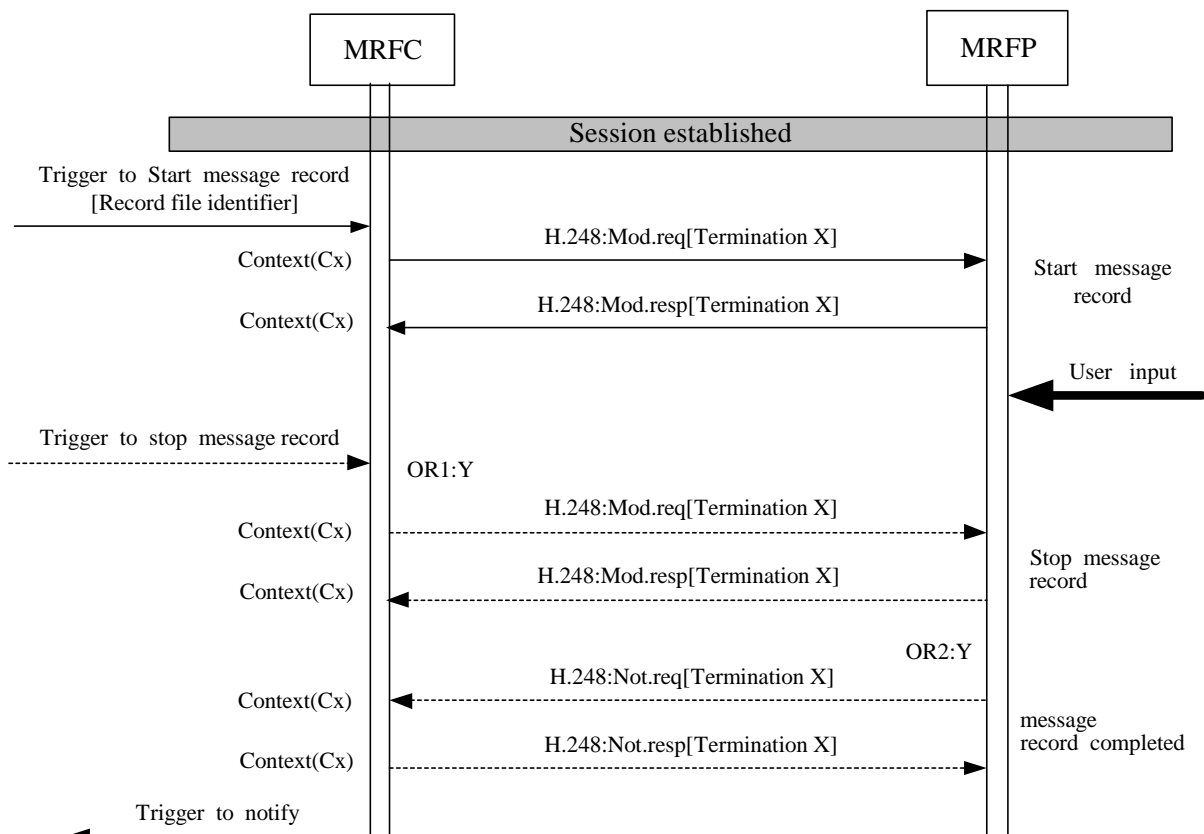 MRFC
MRFP
Session established
Trigger to Start message record
[Record file identifier]
H.248:Mod.req[Termination X]
Context(Cx)
Start message
record
H.248:Mod.resp[Termination X]
Context(Cx)
User input
Trigger to stop message record
OR1:Y
H.248:Mod.req[Termination X]
Context(Cx)
Stop message
record
H.248:Mod.resp[Termination X]
Context(Cx)
OR2:Y
H.248:Not.req[Termination X]
Context(Cx)
message
record completed
H.248:Not.resp[Termination X]
Context(Cx)
Trigger to notify